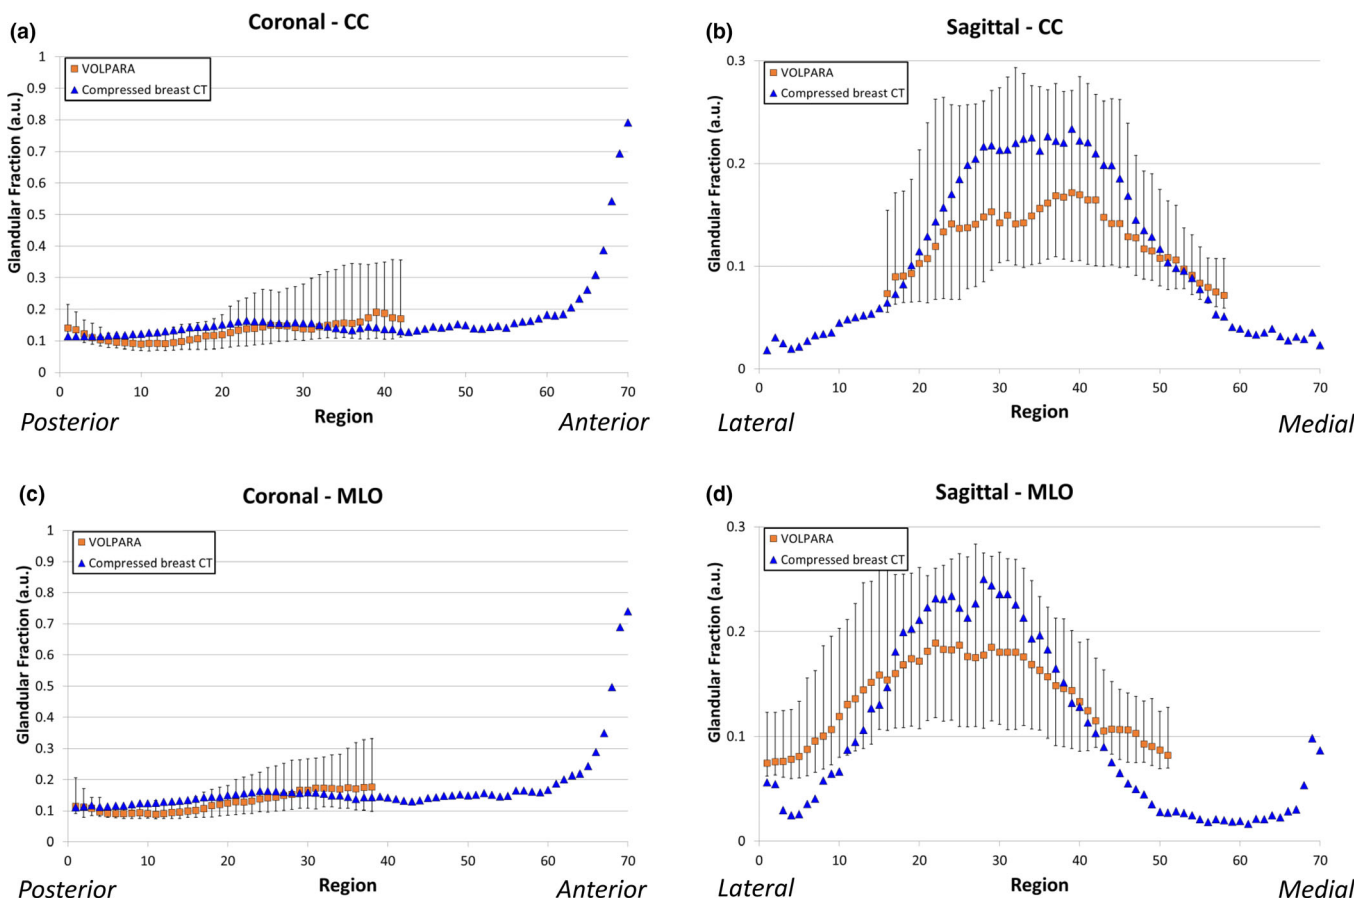 (a)
Coronal - CC
VOLPARA
Compressed breast CT
Glandular Fraction (a.u.)
1
0.9
0.8
0.7
0.6
0.5
0.4
0.3
0.2
0.1
0
0 10 20 30 40 50 60 70
Posterior Region Anterior
(b)
Sagittal - CC
VOLPARA
Compressed breast CT
Glandular Fraction (a.u.)
0.3
0.2
0.1
0
0 10 20 30 40 50 60 70
Lateral Region Medial
(c)
Coronal - MLO
VOLPARA
Compressed breast CT
Glandular Fraction (a.u.)
1
0.9
0.8
0.7
0.6
0.5
0.4
0.3
0.2
0.1
0
0 10 20 30 40 50 60 70
Posterior Region Anterior
(d)
Sagittal - MLO
VOLPARA
Compressed breast CT
Glandular Fraction (a.u.)
0.3
0.2
0.1
0
0 10 20 30 40 50 60 70
Lateral Region Medial